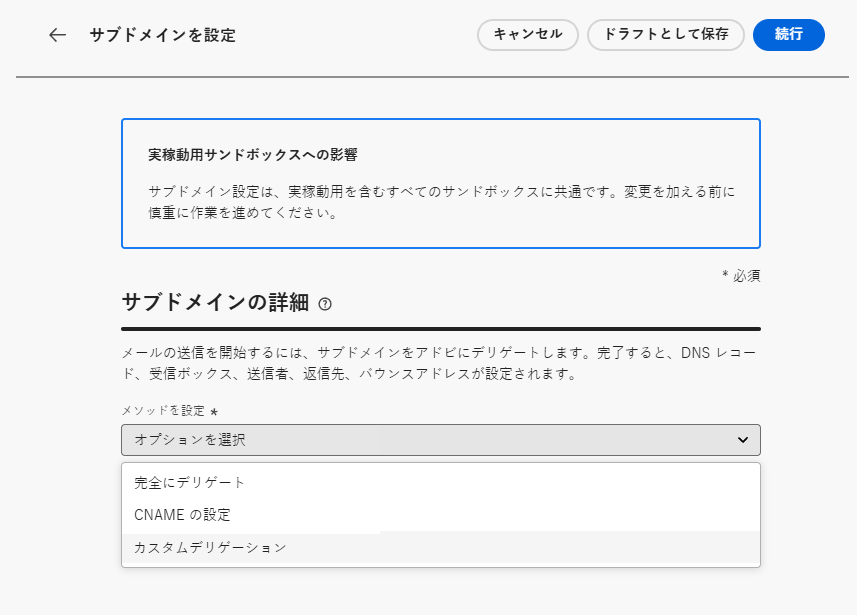 サブドメインを設定
キャンセル
ドラフトとして保存
続行
実稼動用サンドボックスへの影響
サブドメイン設定は、実稼動用を含むすべてのサンドボックスに共通です。変更を加える前に
慎重に作業を進めてください。
* 必須
サブドメインの詳細
メールの送信を開始するには、サブドメインをアドビにデリゲートします。完了すると、DNS レコー
ド、受信ボックス、送信者、返信先、バウンスアドレスが設定されます。
メソッドを設定 *
オプションを選択
完全にデリゲート
CNAME の設定
カスタムデリゲーション